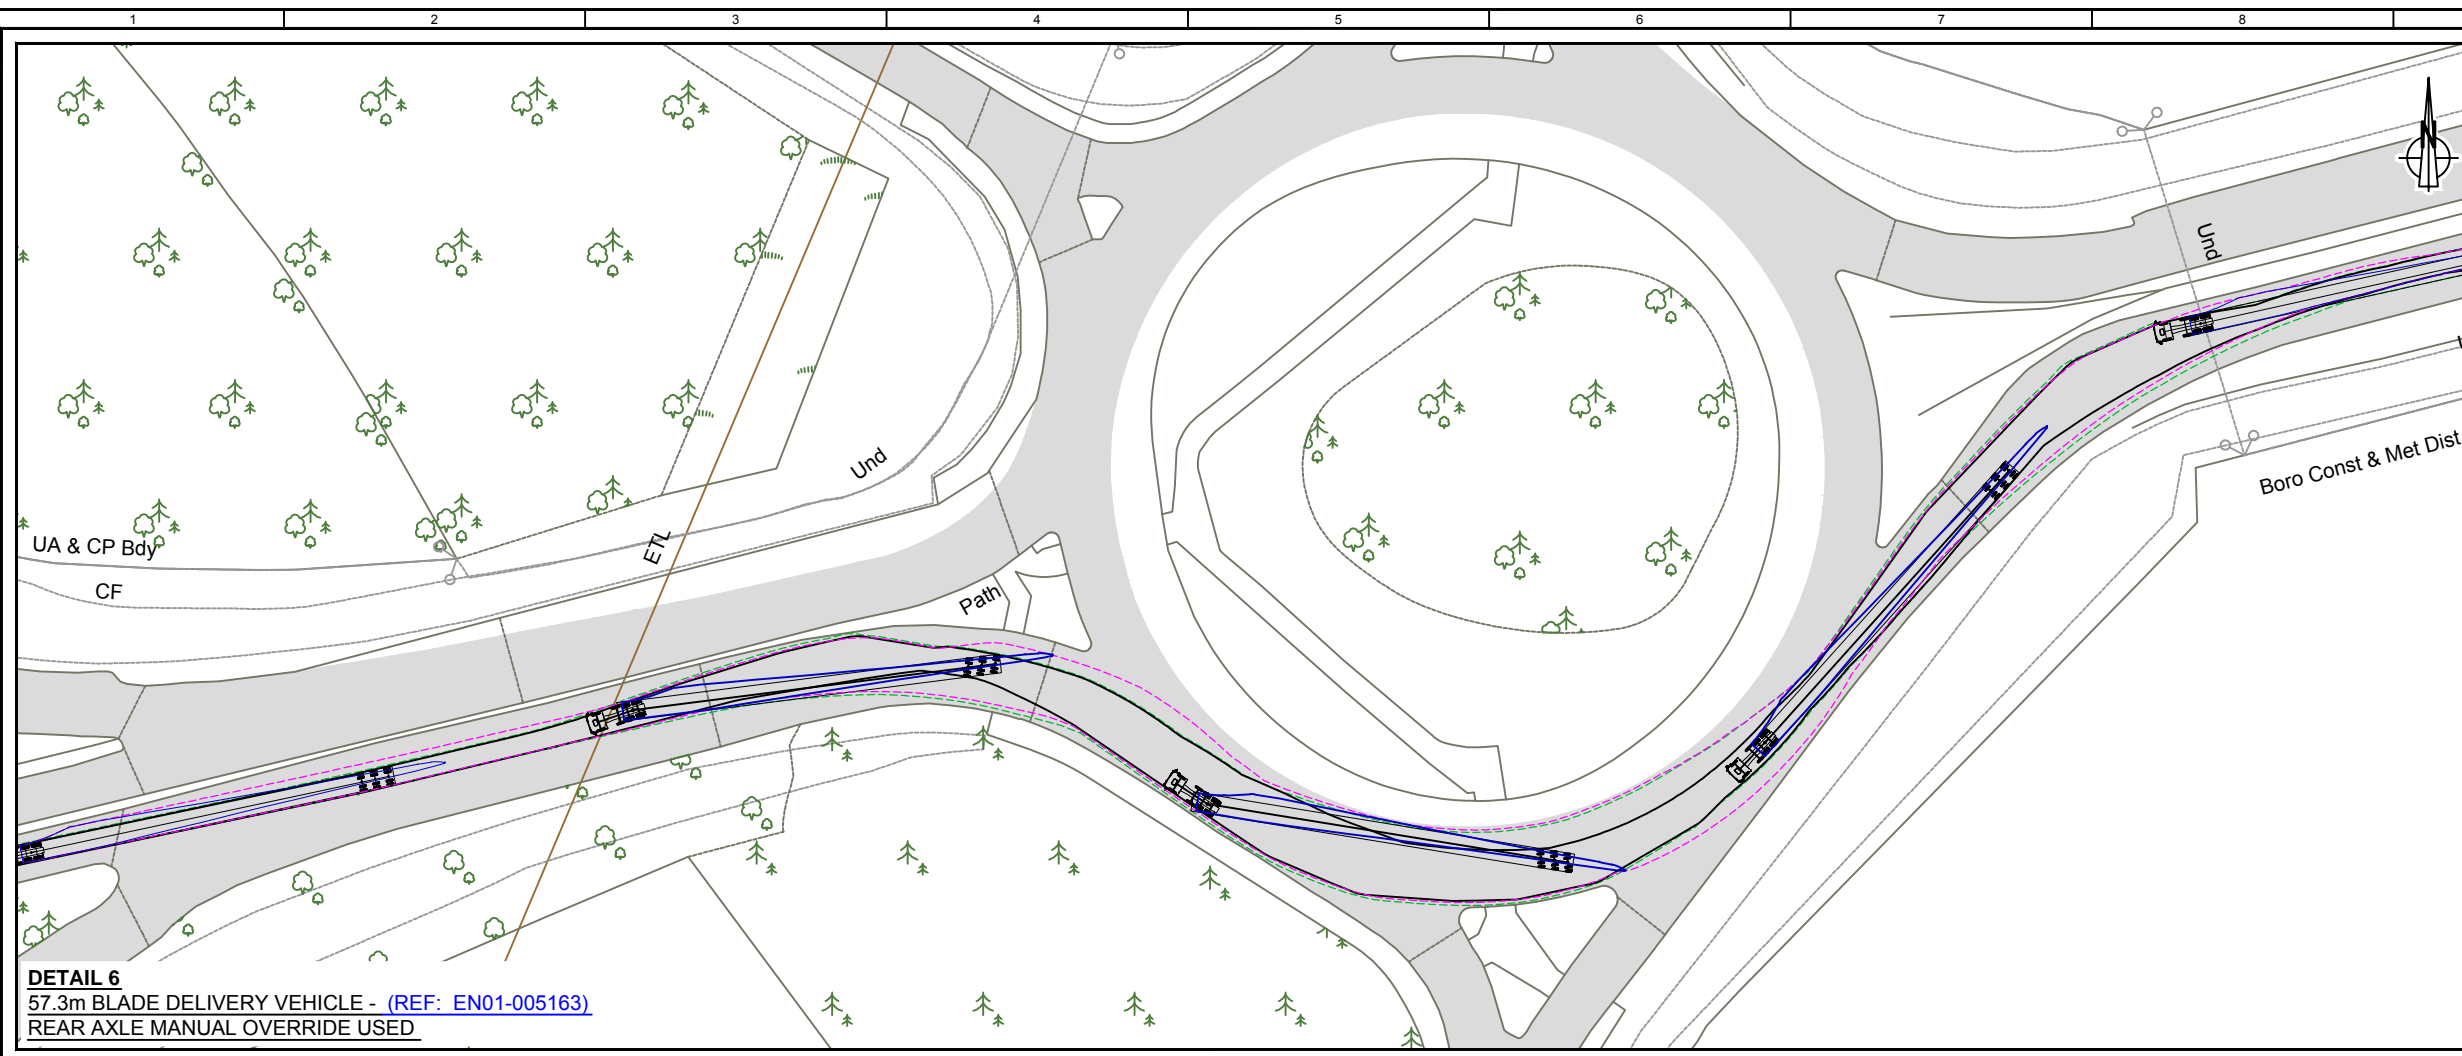 1 2 3 4 5 6 7 8
N
Und
Und
ETL
UA & CP Bdy
CF
Path
Boro Const & Met Dist
DETAIL 6
57.3m BLADE DELIVERY VEHICLE - (REF: EN01-005163)
REAR AXLE MANUAL OVERRIDE USED